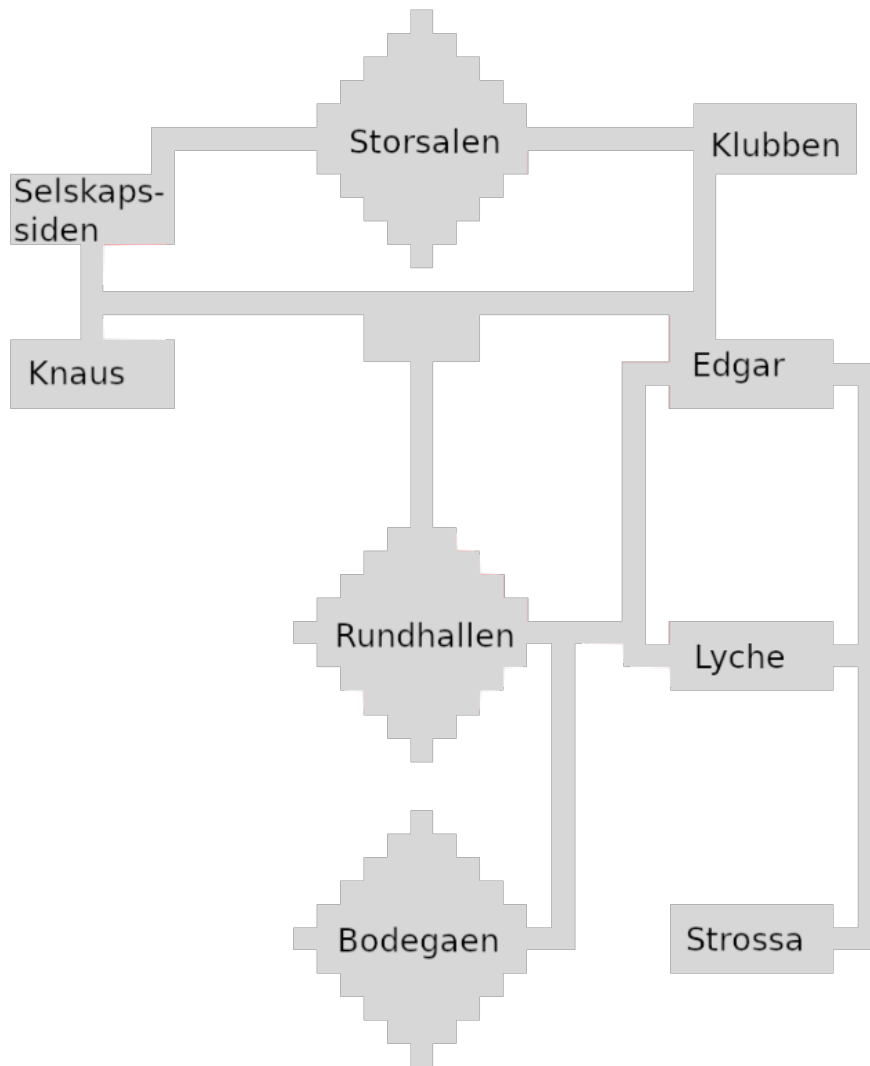 Storsalen
Klubben
Selskaps-
siden
Knaus
Edgar
Rundhallen
Lyche
Bodegaen
Strossa